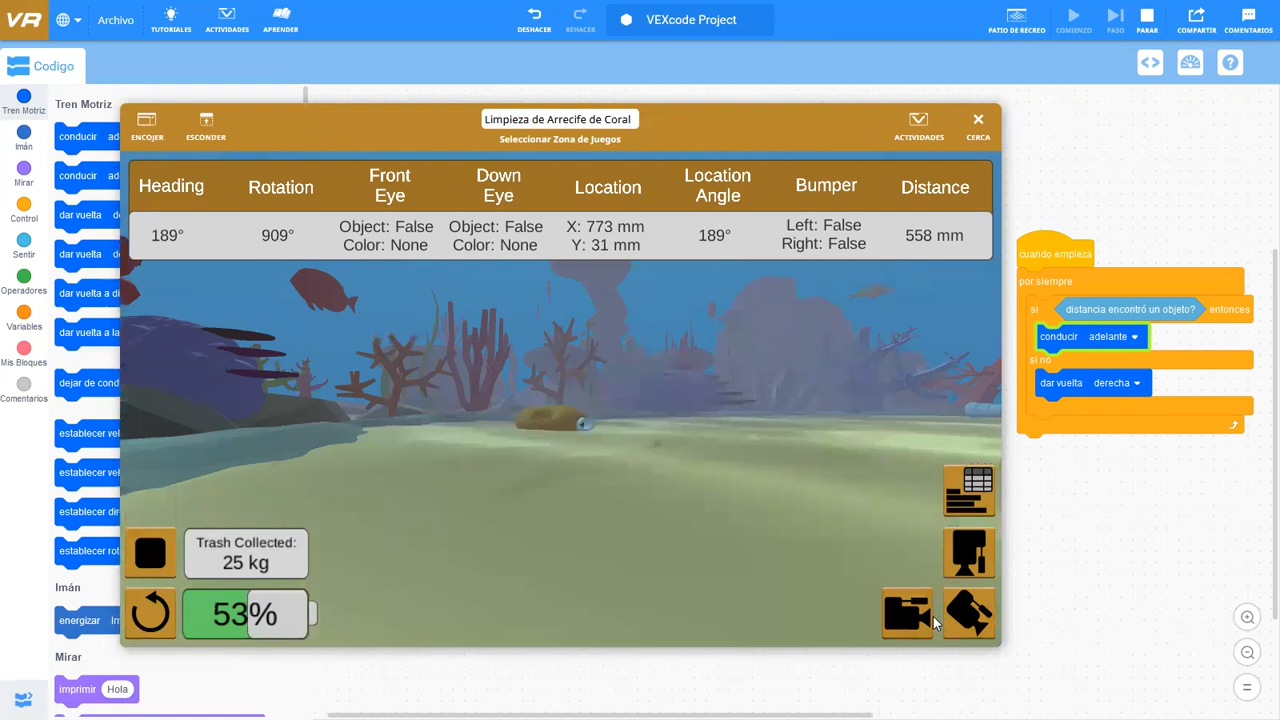 VR
Archivo
TUTORIALES
ACTIVIDADES
APRENDER
DESHACER
REHACER
VEXcode Project
PATIO DE RECREO
COMIENZO
PASO
PARAR
COMPARTIR
COMENTARIOS
Codigo
Tren Motriz
Imán
Mirar
Control
Sentir
Operadores
Variables
Mis Bloques
Comentarios
Tren Motriz
conducir
conducir
dar vuelta
dar vuelta
dar vuelta a
dar vuelta a la
dejar de
establecer
establecer
establecer
establecer
Imán
energizar
Mirar
imprimir Hola
ENCOJER
ESCONDER
Limpieza de Arrecife de Coral
Seleccionar Zona de Juegos
ACTIVIDADES
CERCA
Heading Rotation Front Eye Down Eye Location Location Angle Bumper Distance
189° 909° Object: False Object: False X: 773 mm 189° Left: False 558 mm
Color: None Color: None Y: 31 mm Right: False
Trash Collected:
25 kg
53%
cuando empieza
por siempre
si distancia encontró un objeto? entonces
conducir adelante
si no
dar vuelta derecha